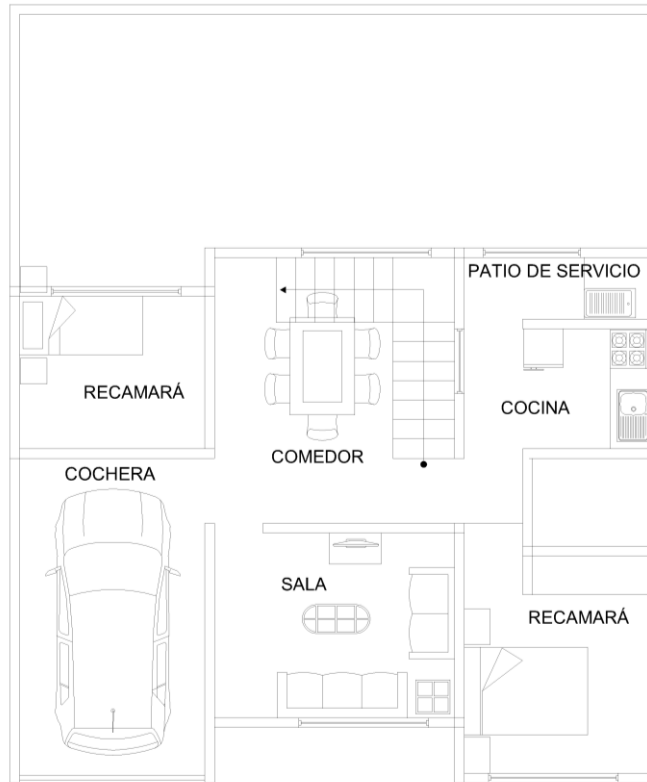 PATIO DE SERVICIO
RECAMARÁ
COCINA
COMEDOR
COCHERA
SALA
RECAMARÁ